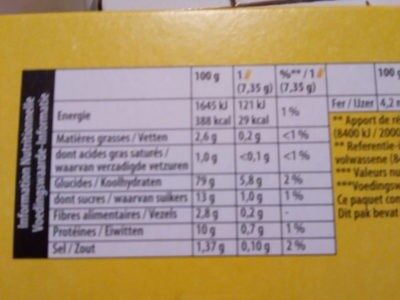 Information Nutritionnelle
Voedingswaarde-Informatie
100 g 1 %** / 1 100 g
(7,35 g) (7,35 g)
Energie 1645 kJ 121 kJ 1 %
388 kcal 29 kcal
Matières grasses / Vetten 2,6 g 0,2 g <1 %
dont acides gras saturés / 1,0 g <0,1 g <1 %
waarvan verzadigde vetzuren
Glucides / Koolhydraten 79 g 5,8 g 2 %
dont sucres / waarvan suikers 13 g 1,0 g 1 %
Fibres alimentaires / Vezels 2,8 g 0,2 g -
Protéines / Eiwitten 10 g 0,7 g 1 %
Sel / Zout 1,37 g 0,10 g 2 %
Fer / IJzer 4,2
** Apport de
(8400 kJ / 2000
** Referentie-
volwassene
*** Valeurs
***Voedingsw
Ce paquet con
Dit pak bevat